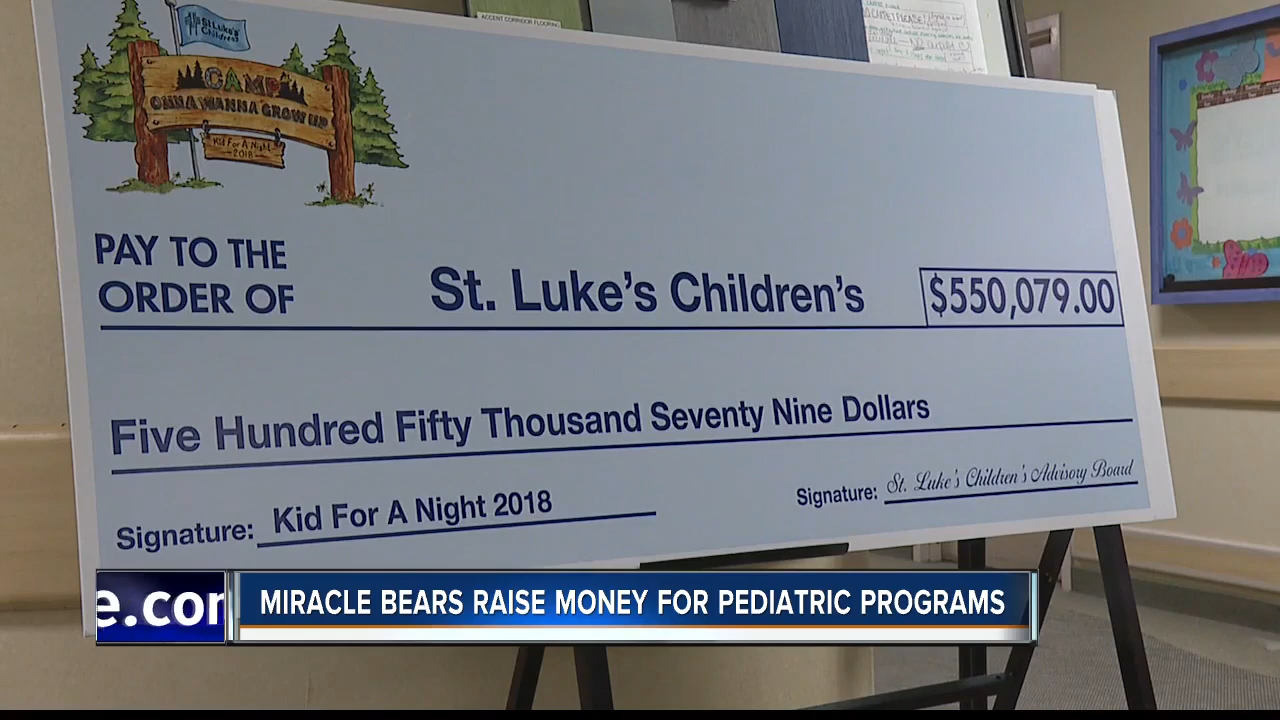 ACCENT CORRIDOR FLOORING
St Luke's
Children's
CAMP
OHNAWANNA GROW UP
Kid For A Night
2018
PAY TO THE
ORDER OF
St. Luke's Children's
$550,079.00
Five Hundred Fifty Thousand Seventy Nine Dollars
Signature: Kid For A Night 2018
Signature: St. Luke's Children's Advisory Board
e.com
MIRACLE BEARS RAISE MONEY FOR PEDIATRIC PROGRAMS